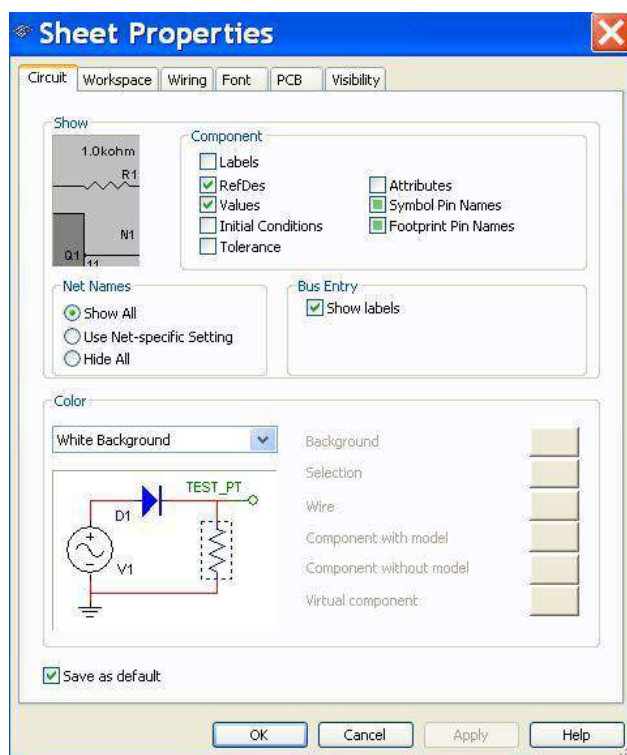 Sheet Properties
Circuit Workspace Wiring Font PCB Visibility
Show
1.0kohm
R1
N1
Q1
11
Component
Labels
RefDes
Values
Initial Conditions
Tolerance
Attributes
Symbol Pin Names
Footprint Pin Names
Net Names
Show All
Use Net-specific Setting
Hide All
Bus Entry
Show labels
Color
White Background
TEST_PT
D1
V1
Background
Selection
Wire
Component with model
Component without model
Virtual component
Save as default
OK Cancel Apply Help